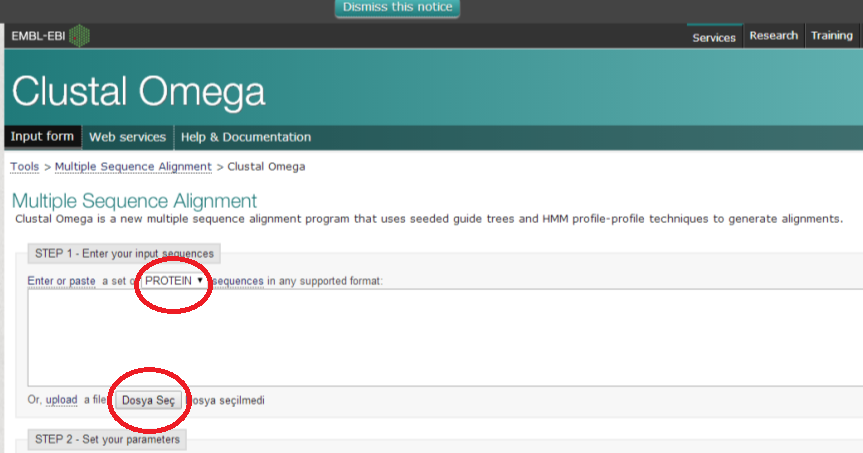 Dismiss this notice
EMBL-EBI
Services Research Training
Clustal Omega
Input form Web services Help & Documentation
Tools > Multiple Sequence Alignment > Clustal Omega
Multiple Sequence Alignment
Clustal Omega is a new multiple sequence alignment program that uses seeded guide trees and HMM profile-profile techniques to generate alignments.
STEP 1 - Enter your input sequences
Enter or paste a set PROTEIN sequences in any supported format:
Or, upload a file Dosya Seç Dosya seçilmedi
STEP 2 - Set your parameters